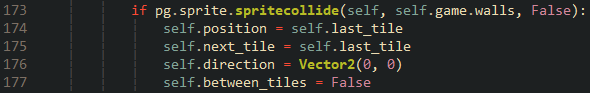 173 if pg.sprite.spritecollide(self, self.game.walls, False):
174 self.position = self.last_tile
175 self.next_tile = self.last_tile
176 self.direction = Vector2(0, 0)
177 self.between_tiles = False